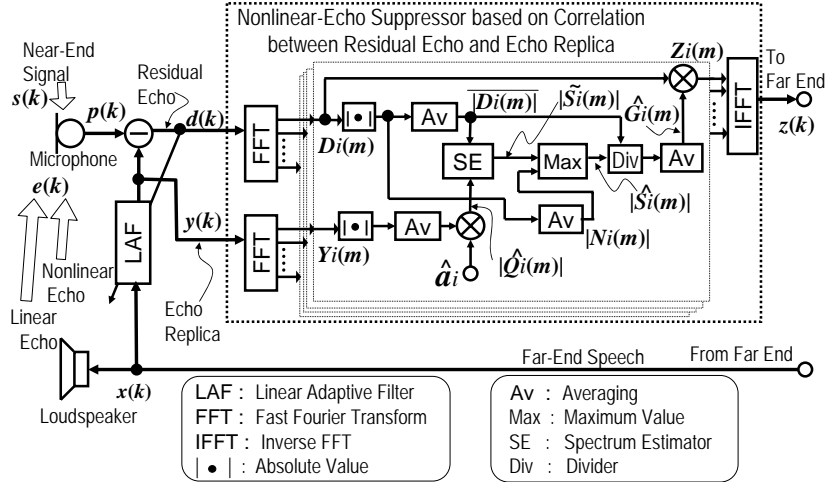 Nonlinear-Echo Suppressor based on Correlation
between Residual Echo and Echo Replica
Near-End
Signal
s(k)
p(k)
Residual
Echo
d(k)
Microphone
e(k)
LAF
y(k)
Nonlinear
Echo
Linear
Echo
Echo
Replica
Loudspeaker
x(k)
FFT
FFT
|●|
Di(m)
Av
|Di(m)|
|S̃i(m)|
Zi(m)
Ĝi(m)
SE
Max
Div
Av
|Ŝi(m)|
|●|
Yi(m)
Av
Av
|Ni(m)|
|Q̂i(m)|
âi
IFFT
To
Far End
z(k)
Far-End Speech
From Far End
LAF : Linear Adaptive Filter
FFT : Fast Fourier Transform
IFFT : Inverse FFT
|●| : Absolute Value
Av : Averaging
Max : Maximum Value
SE : Spectrum Estimator
Div : Divider